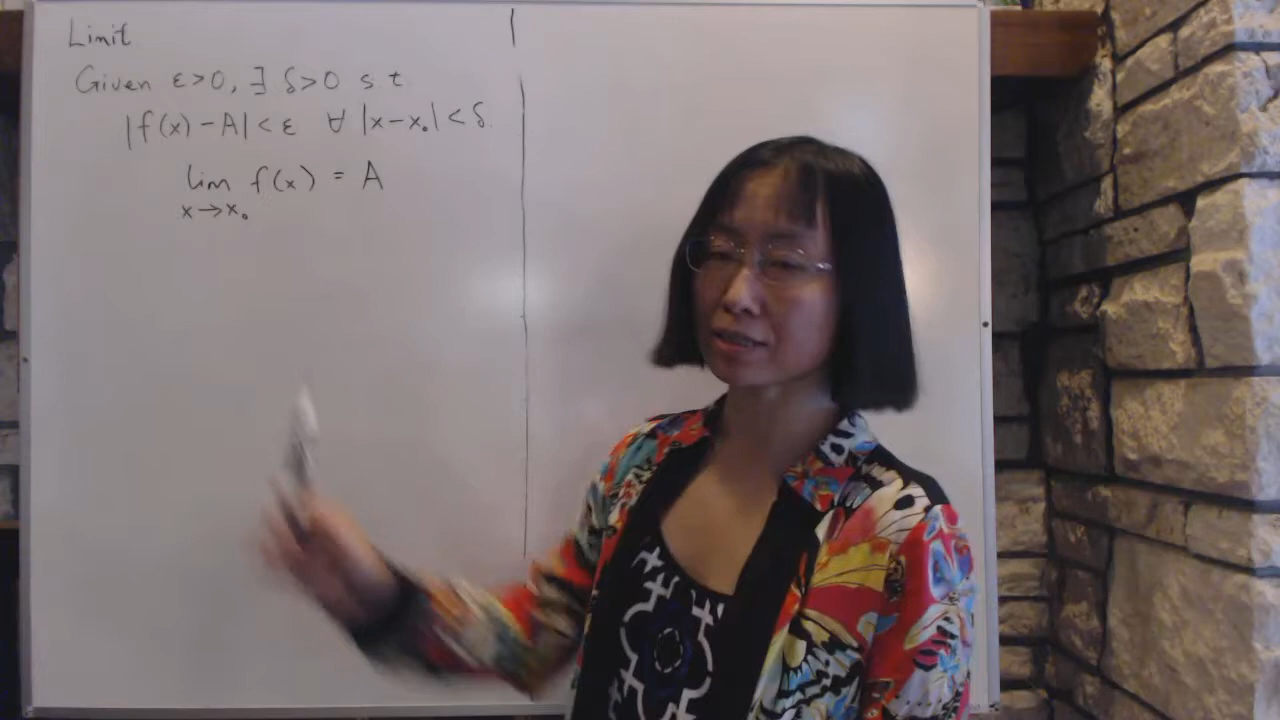 Limit
Given ε>0, ∃ δ>0 s t
|f(x)-A|<ε ∀ |x-x₀|<δ.
lim f(x) = A
x→x₀